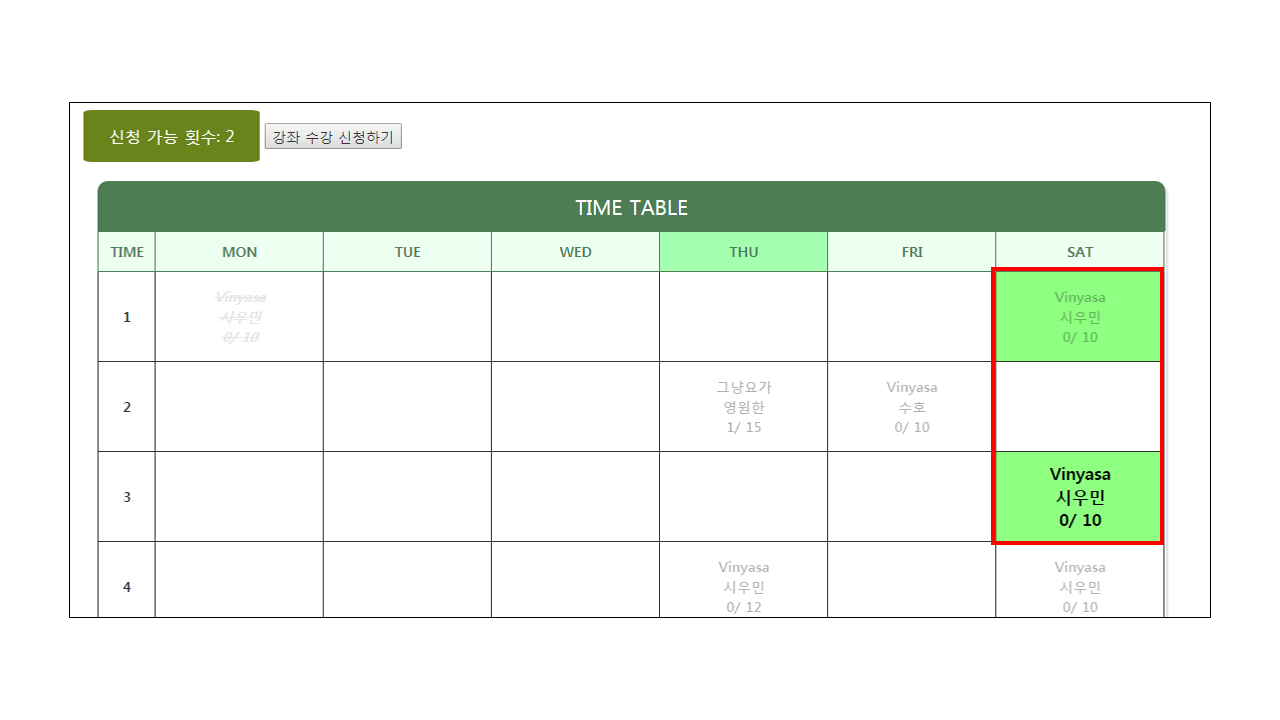 신청 가능 횟수: 2
강좌 수강 신청하기
TIME TABLE
TIME MON TUE WED THU FRI SAT
1
Vinyasa
시우민
0/ 10
Vinyasa
시우민
0/ 10
2
그냥요가
영원한
1/ 15
Vinyasa
수호
0/ 10
3
Vinyasa
시우민
0/ 10
4
Vinyasa
시우민
0/ 12
Vinyasa
시우민
0/ 10